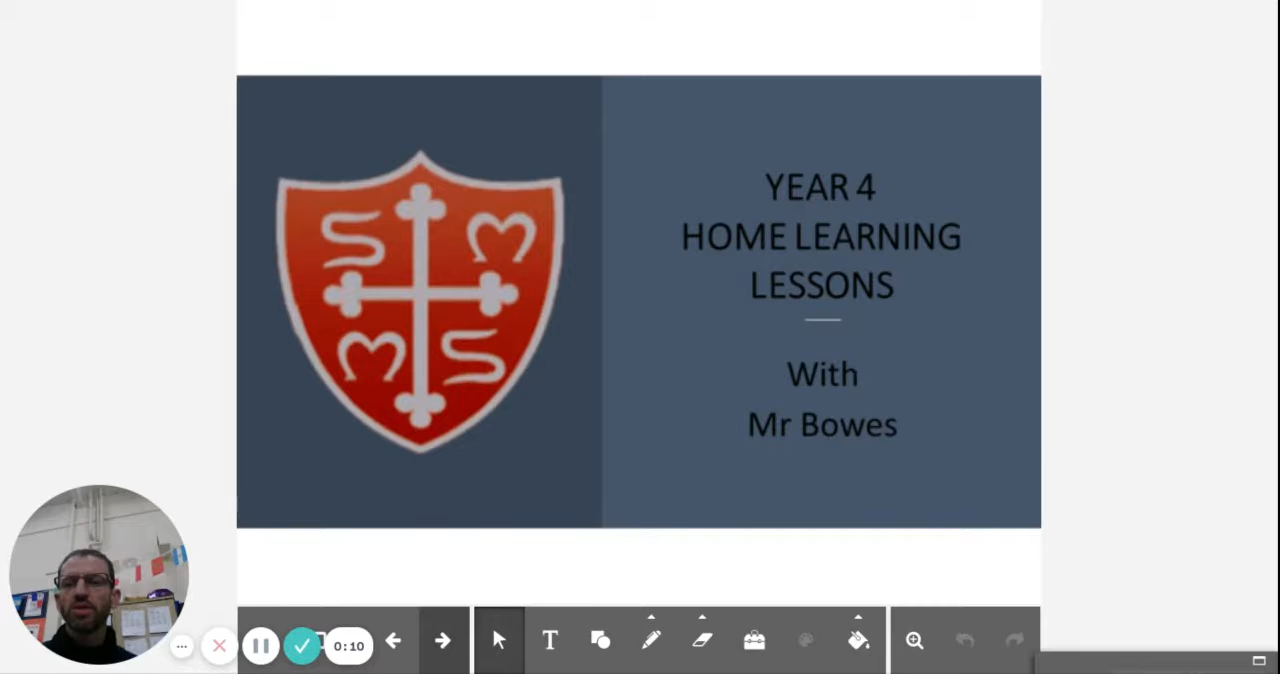 S M
M S
YEAR 4
HOME LEARNING
LESSONS
With
Mr Bowes
0:10
T